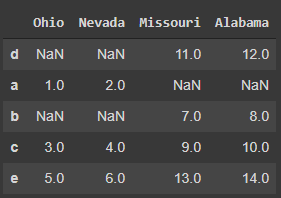 Ohio Nevada Missouri Alabama
d NaN NaN 11.0 12.0
a 1.0 2.0 NaN NaN
b NaN NaN 7.0 8.0
c 3.0 4.0 9.0 10.0
e 5.0 6.0 13.0 14.0